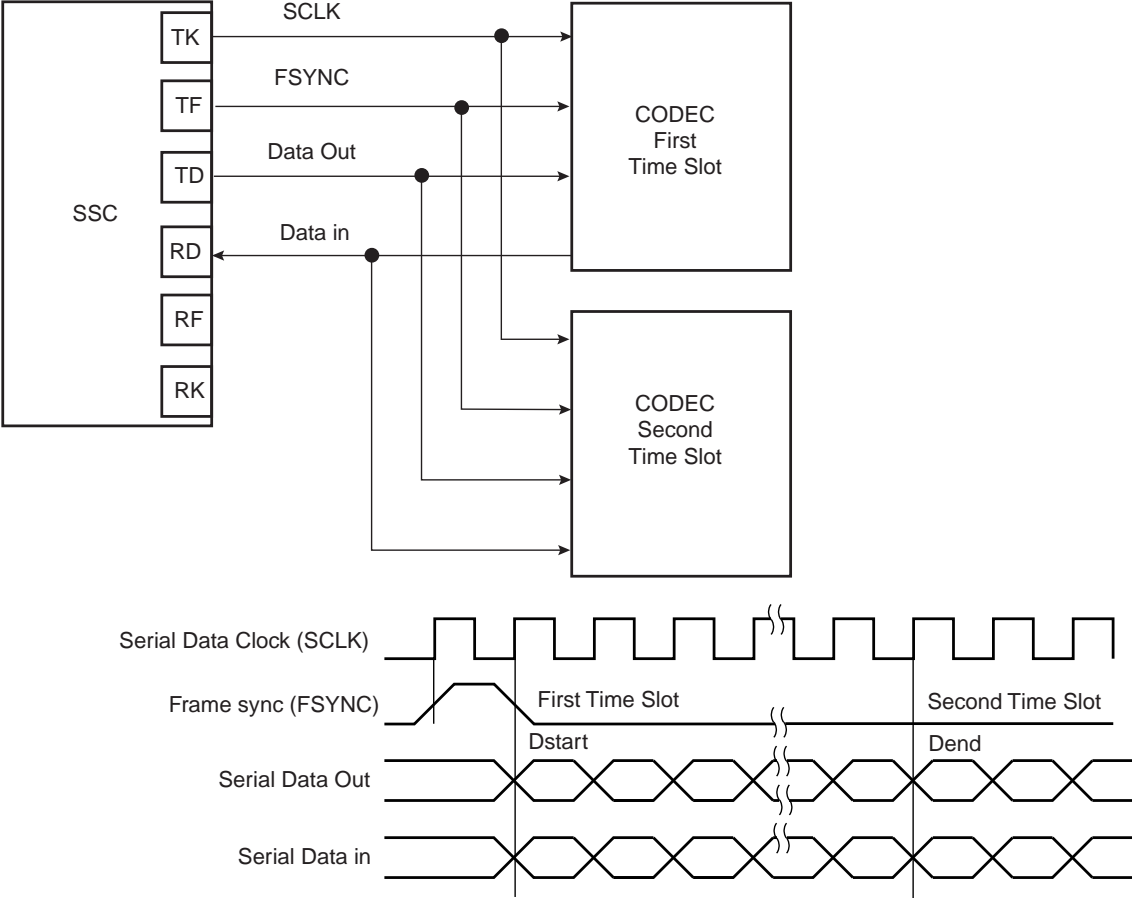 SCLK
TK
FSYNC
TF
CODEC
First
Time Slot
Data Out
TD
SSC
Data in
RD
RF
RK
CODEC
Second
Time Slot
Serial Data Clock (SCLK)
Frame sync (FSYNC)
First Time Slot
Second Time Slot
Dstart
Dend
Serial Data Out
Serial Data in